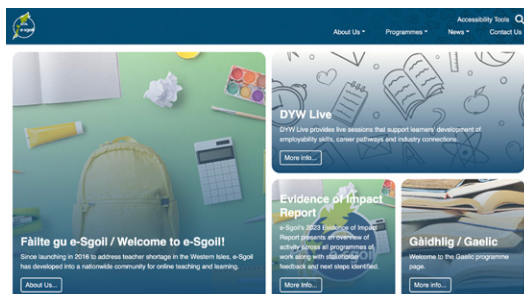 e-Sgoil
Accessibility Tools
About Us
Programmes
News
Contact Us
DYW Live
DYW Live provides live sessions that support learners' development of
employability skills, career pathways and industry connections.
More info...
Fàilte gu e-Sgoil / Welcome to e-Sgoil!
Since launching in 2016 to address teacher shortage in the Western Isles, e-Sgoil
has developed into a nationwide community for online teaching and learning.
About Us...
Evidence of Impact
Report
e-Sgoil's 2023 Evidence of Impact
Report presents an overview of
activity across all programmes of
work along with stakeholder
feedback and next steps identified.
More Info...
Gàidhlig / Gaelic
Welcome to the Gaelic programme
page.
More Info...